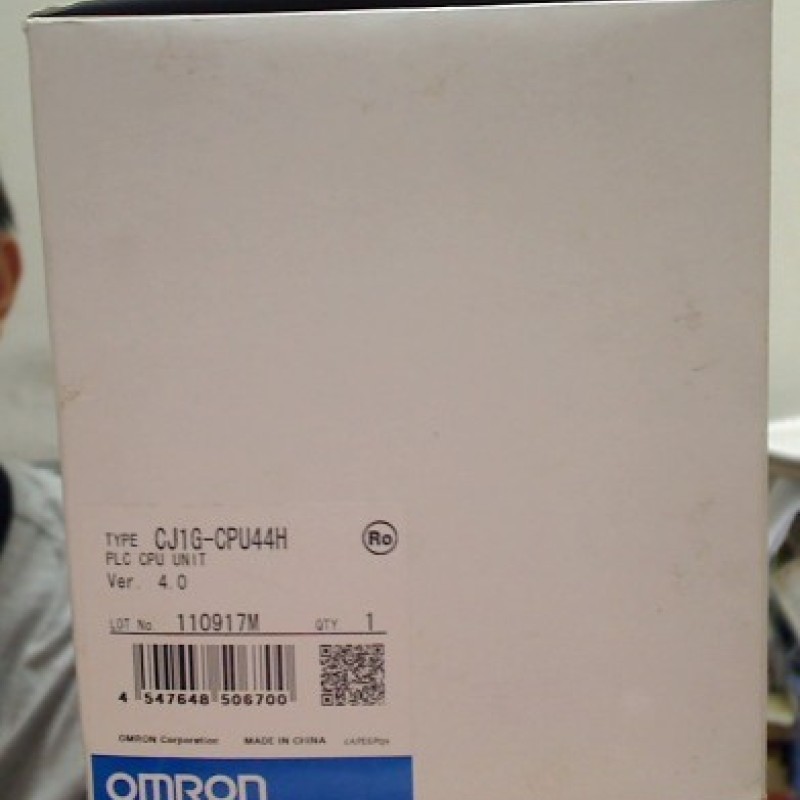 TYPE CJ1G-CPU44H Ro
PLC CPU UNIT
Ver. 4.0
LOT No. 110917M QTY 1
4 547648 506700
OMRON Corporation MADE IN CHINA
OMRON